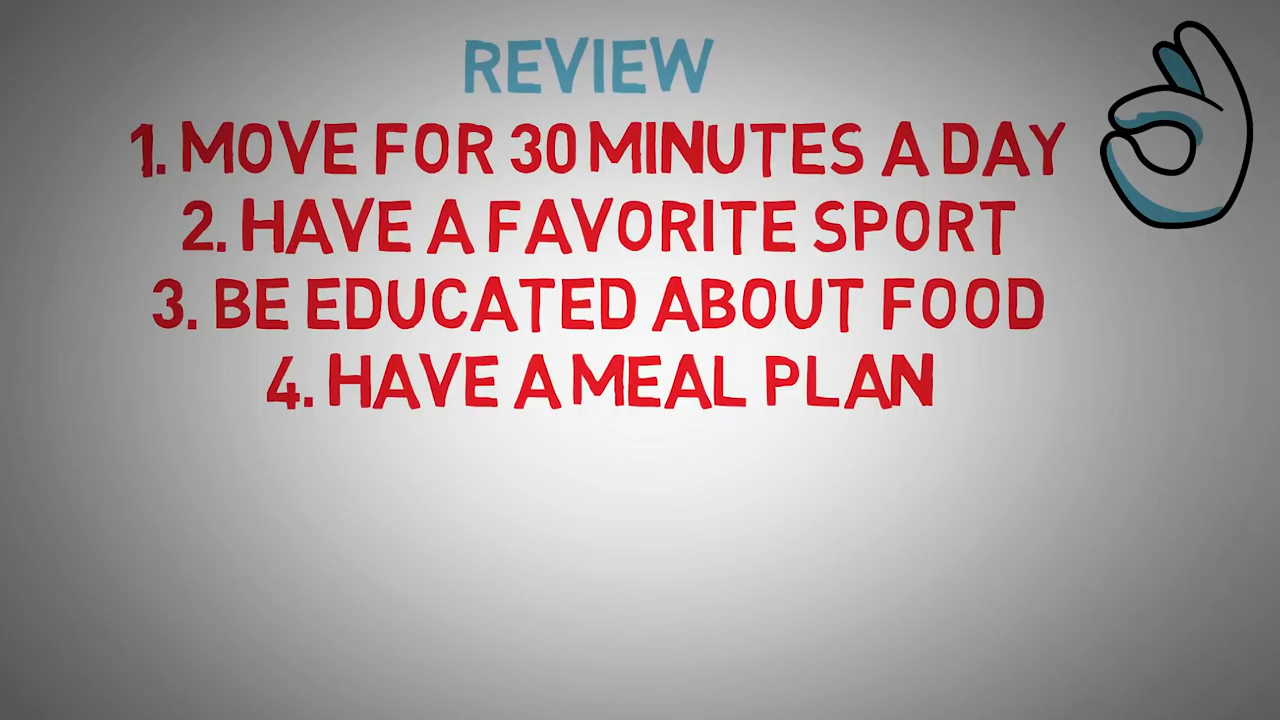 REVIEW
1. MOVE FOR 30 MINUTES A DAY
2. HAVE A FAVORITE SPORT
3. BE EDUCATED ABOUT FOOD
4. HAVE A MEAL PLAN